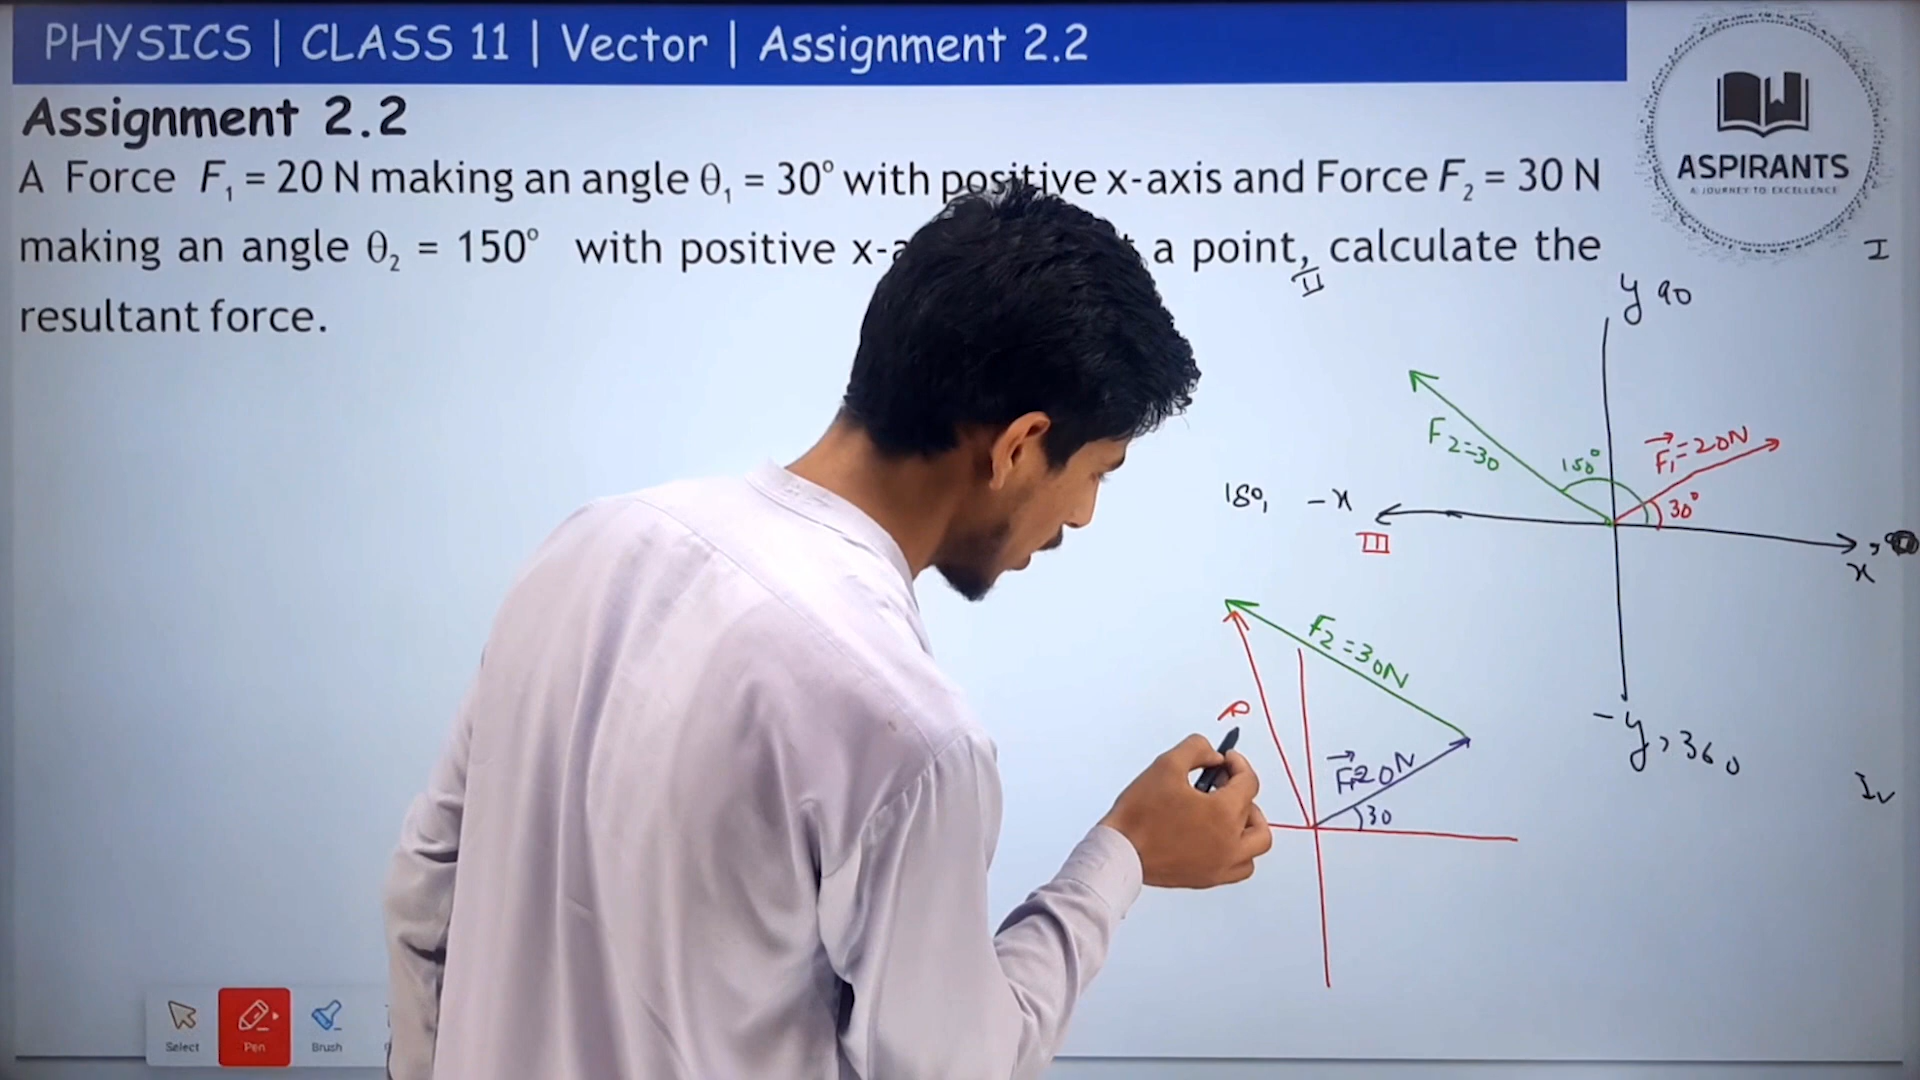 PHYSICS | CLASS 11 | Vector | Assignment 2.2
Assignment 2.2
A Force F₁ = 20 N making an angle θ₁ = 30° with positive x-axis and Force F₂ = 30 N
making an angle θ₂ = 150° with positive a point, calculate the
resultant force.
ASPIRANTS
A JOURNEY TO EXCELLENCE
I
II
y 90
F2=30
150°
F₁=20N
30°
180, -x
III
x
F2=30N
R
F₁=20N
30
-y, 360
IV
Select
Pen
Brush